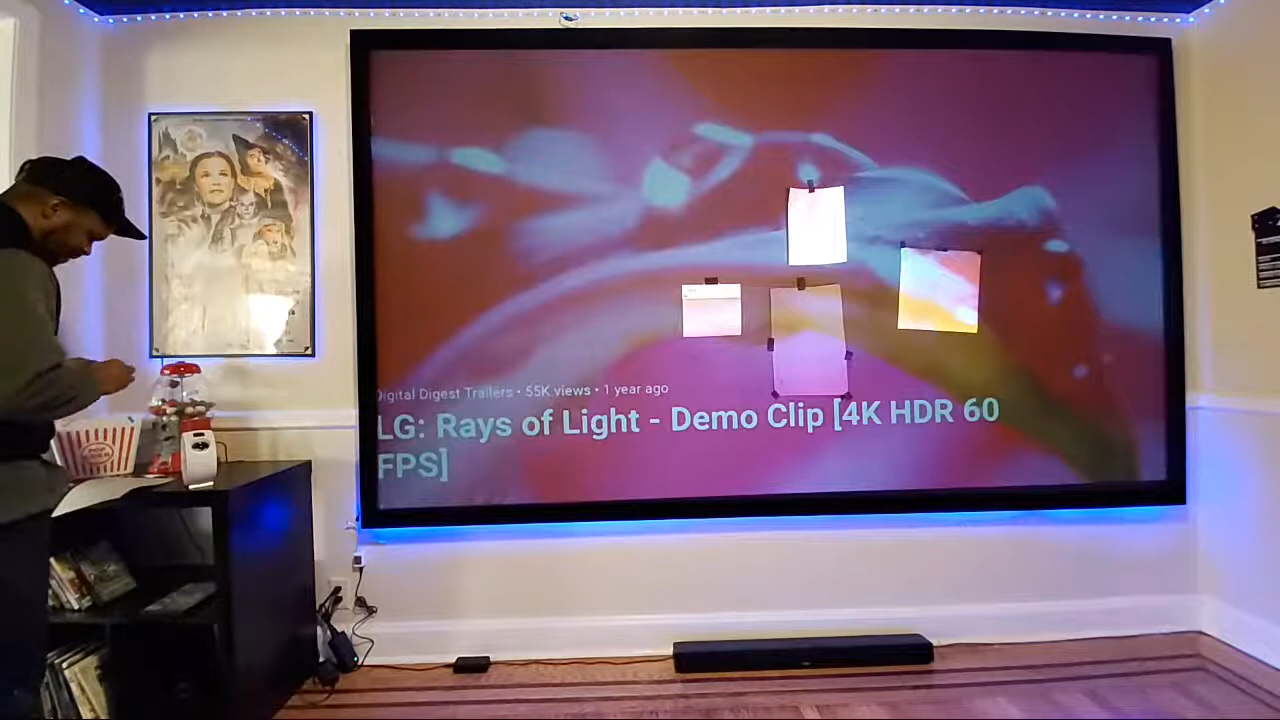 Digital Digest Trailers • 55K views • 1 year ago
LG: Rays of Light - Demo Clip [4K HDR 60
FPS]